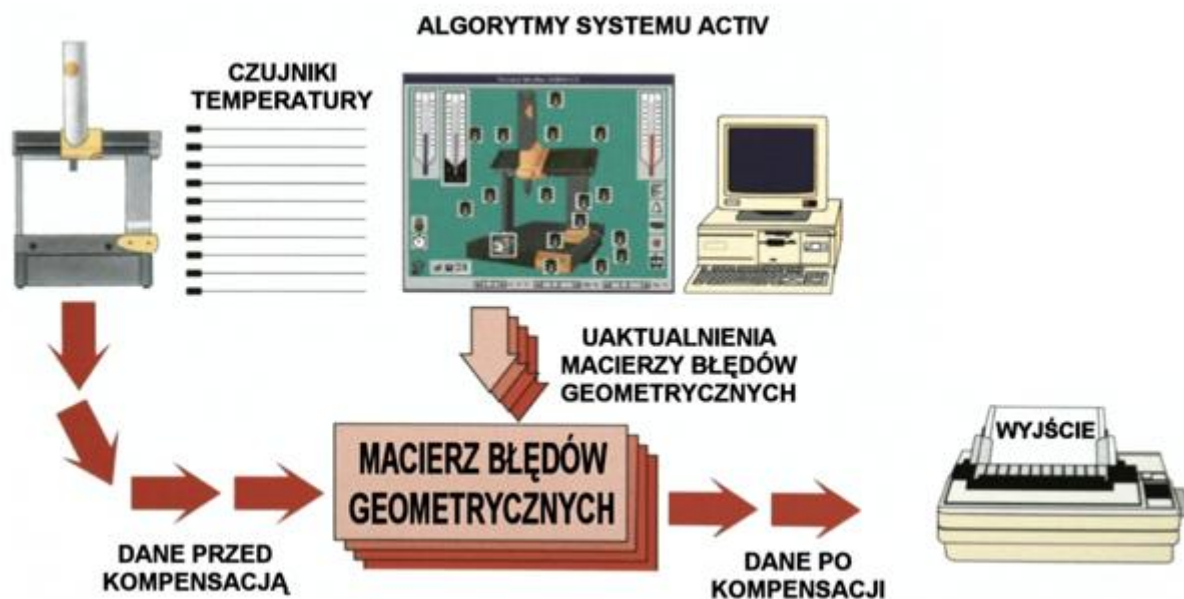 ALGORYTMY SYSTEMU ACTIV
CZUJNIKI
TEMPERATURY
UAKTUALNIENIA
MACIERZY BŁĘDÓW
GEOMETRYCZNYCH
MACIERZ BŁĘDÓW
GEOMETRYCZNYCH
WYJŚCIE
DANE PRZED
KOMPENSACJĄ
DANE PO
KOMPENSACJI